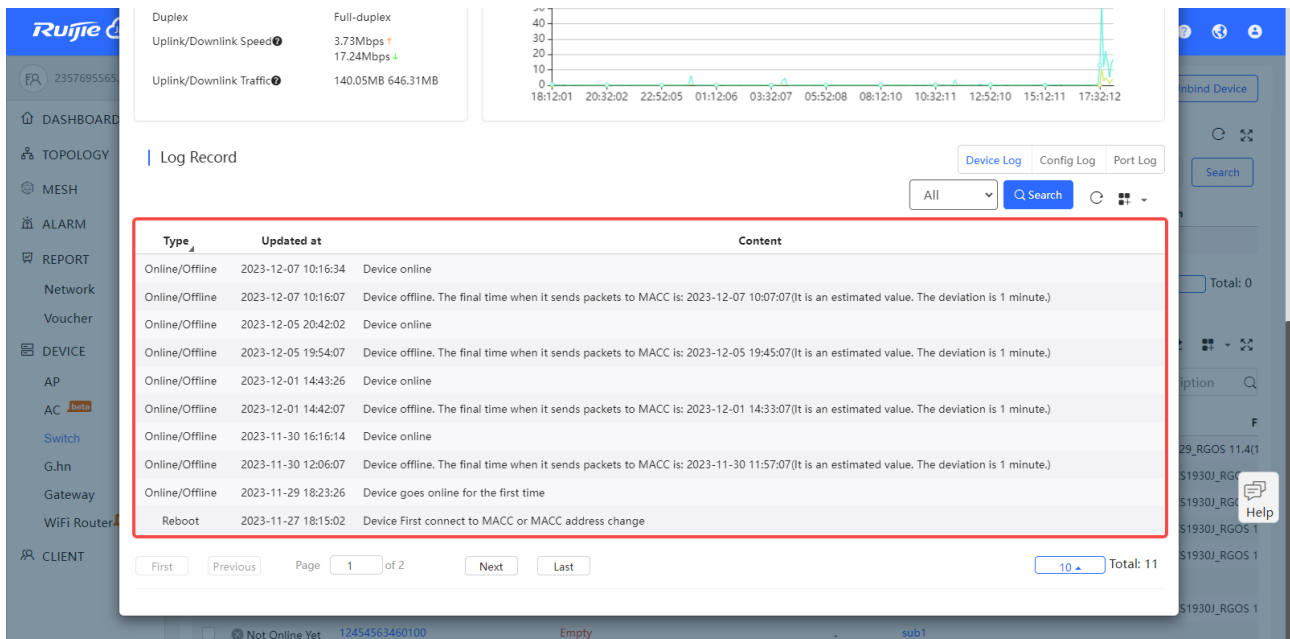 Ruijie
2357695565
Unbind Device
DASHBOARD
TOPOLOGY
MESH
ALARM
REPORT
Network
Voucher
DEVICE
AP
AC beta
Switch
G.hn
Gateway
WiFi Router
CLIENT
Duplex Full-duplex
Uplink/Downlink Speed 3.73Mbps ↑
17.24Mbps ↓
Uplink/Downlink Traffic 140.05MB 646.31MB
40
30
20
10
0
18:12:01 20:32:02 22:52:05 01:12:06 03:32:07 05:52:08 08:12:10 10:32:11 12:52:10 15:12:11 17:32:12
Log Record
Device Log Config Log Port Log
All Search
Search
Type Updated at Content
Online/Offline 2023-12-07 10:16:34 Device online
Online/Offline 2023-12-07 10:16:07 Device offline. The final time when it sends packets to MACC is: 2023-12-07 10:07:07(It is an estimated value. The deviation is 1 minute.)
Online/Offline 2023-12-05 20:42:02 Device online
Online/Offline 2023-12-05 19:54:07 Device offline. The final time when it sends packets to MACC is: 2023-12-05 19:45:07(It is an estimated value. The deviation is 1 minute.)
Online/Offline 2023-12-01 14:43:26 Device online
Online/Offline 2023-12-01 14:42:07 Device offline. The final time when it sends packets to MACC is: 2023-12-01 14:33:07(It is an estimated value. The deviation is 1 minute.)
Online/Offline 2023-11-30 16:16:14 Device online
Online/Offline 2023-11-30 12:06:07 Device offline. The final time when it sends packets to MACC is: 2023-11-30 11:57:07(It is an estimated value. The deviation is 1 minute.)
Online/Offline 2023-11-29 18:23:26 Device goes online for the first time
Reboot 2023-11-27 18:15:02 Device First connect to MACC or MACC address change
First Previous Page 1 of 2 Next Last 10 Total: 11
Total: 0
iption
F
29_RGOS 11.4(1
S1930J_RGO
S1930J_RGO
S1930J_RGOS 1
S1930J_RGOS 1
S1930J_RGOS 1
Help
Not Online Yet 12454563460100 Empty - sub1